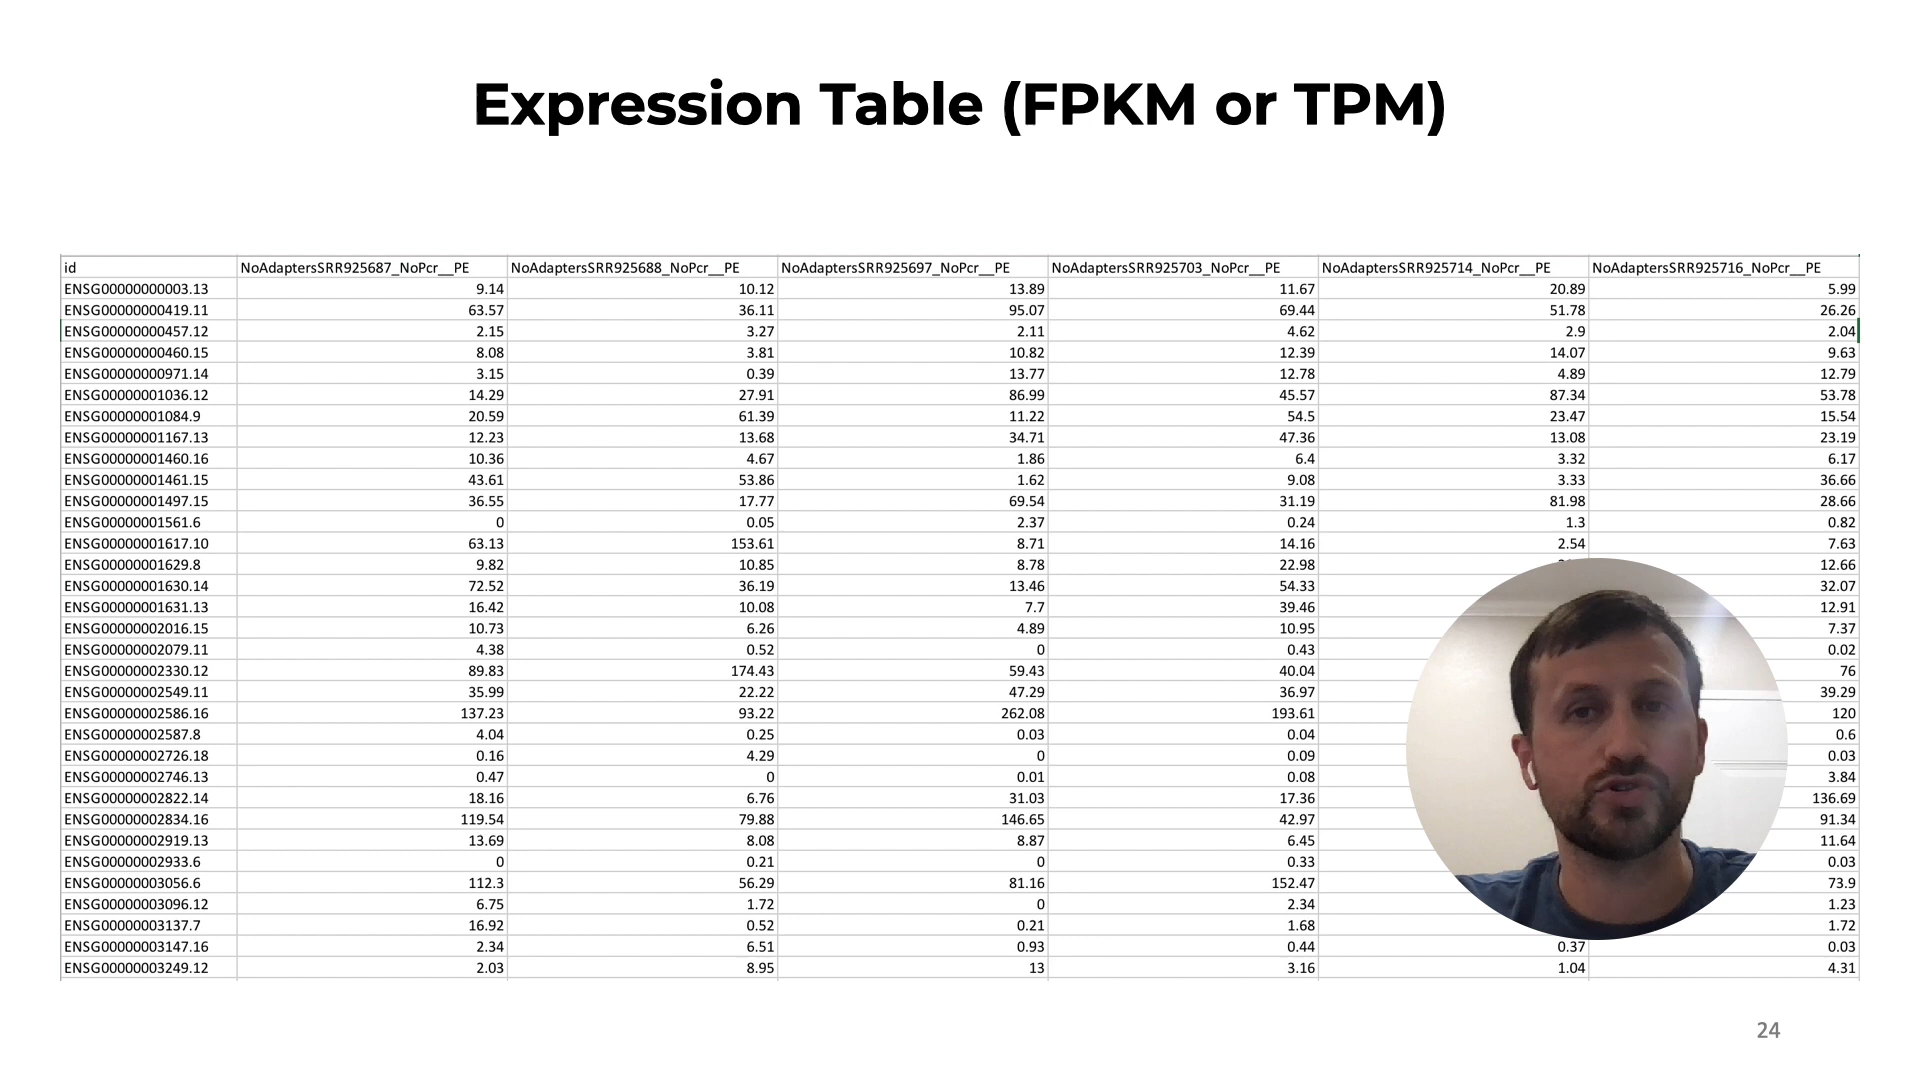 Expression Table (FPKM or TPM)
id NoAdaptersSRR925687_NoPcr__PE NoAdaptersSRR925688_NoPcr__PE NoAdaptersSRR925697_NoPcr__PE NoAdaptersSRR925703_NoPcr__PE NoAdaptersSRR925714_NoPcr__PE NoAdaptersSRR925716_NoPcr__PE
ENSG00000000003.13 9.14 10.12 13.89 11.67 20.89 5.99
ENSG00000000419.11 63.57 36.11 95.07 69.44 51.78 26.26
ENSG00000000457.12 2.15 3.27 2.11 4.62 2.9 2.04
ENSG00000000460.15 8.08 3.81 10.82 12.39 14.07 9.63
ENSG00000000971.14 3.15 0.39 13.77 12.78 4.89 12.79
ENSG00000001036.12 14.29 27.91 86.99 45.57 87.34 53.78
ENSG00000001084.9 20.59 61.39 11.22 54.5 23.47 15.54
ENSG00000001167.13 12.23 13.68 34.71 47.36 13.08 23.19
ENSG00000001460.16 10.36 4.67 1.86 6.4 3.32 6.17
ENSG00000001461.15 43.61 53.86 1.62 9.08 3.33 36.66
ENSG00000001497.15 36.55 17.77 69.54 31.19 81.98 28.66
ENSG00000001561.6 0 0.05 2.37 0.24 1.3 0.82
ENSG00000001617.10 63.13 153.61 8.71 14.16 2.54 7.63
ENSG00000001629.8 9.82 10.85 8.78 22.98 12.66
ENSG00000001630.14 72.52 36.19 13.46 54.33 32.07
ENSG00000001631.13 16.42 10.08 7.7 39.46 12.91
ENSG00000002016.15 10.73 6.26 4.89 10.95 7.37
ENSG00000002079.11 4.38 0.52 0 0.43 0.02
ENSG00000002330.12 89.83 174.43 59.43 40.04 76
ENSG00000002549.11 35.99 22.22 47.29 36.97 39.29
ENSG00000002586.16 137.23 93.22 262.08 193.61 120
ENSG00000002587.8 4.04 0.25 0.03 0.04 0.6
ENSG00000002726.18 0.16 4.29 0 0.09 0.03
ENSG00000002746.13 0.47 0 0.01 0.08 3.84
ENSG00000002822.14 18.16 6.76 31.03 17.36 136.69
ENSG00000002834.16 119.54 79.88 146.65 42.97 91.34
ENSG00000002919.13 13.69 8.08 8.87 6.45 11.64
ENSG00000002933.6 0 0.21 0 0.33 0.03
ENSG00000003056.6 112.3 56.29 81.16 152.47 73.9
ENSG00000003096.12 6.75 1.72 0 2.34 1.23
ENSG00000003137.7 16.92 0.52 0.21 1.68 1.72
ENSG00000003147.16 2.34 6.51 0.93 0.44 0.37 0.03
ENSG00000003249.12 2.03 8.95 13 3.16 1.04 4.31
24